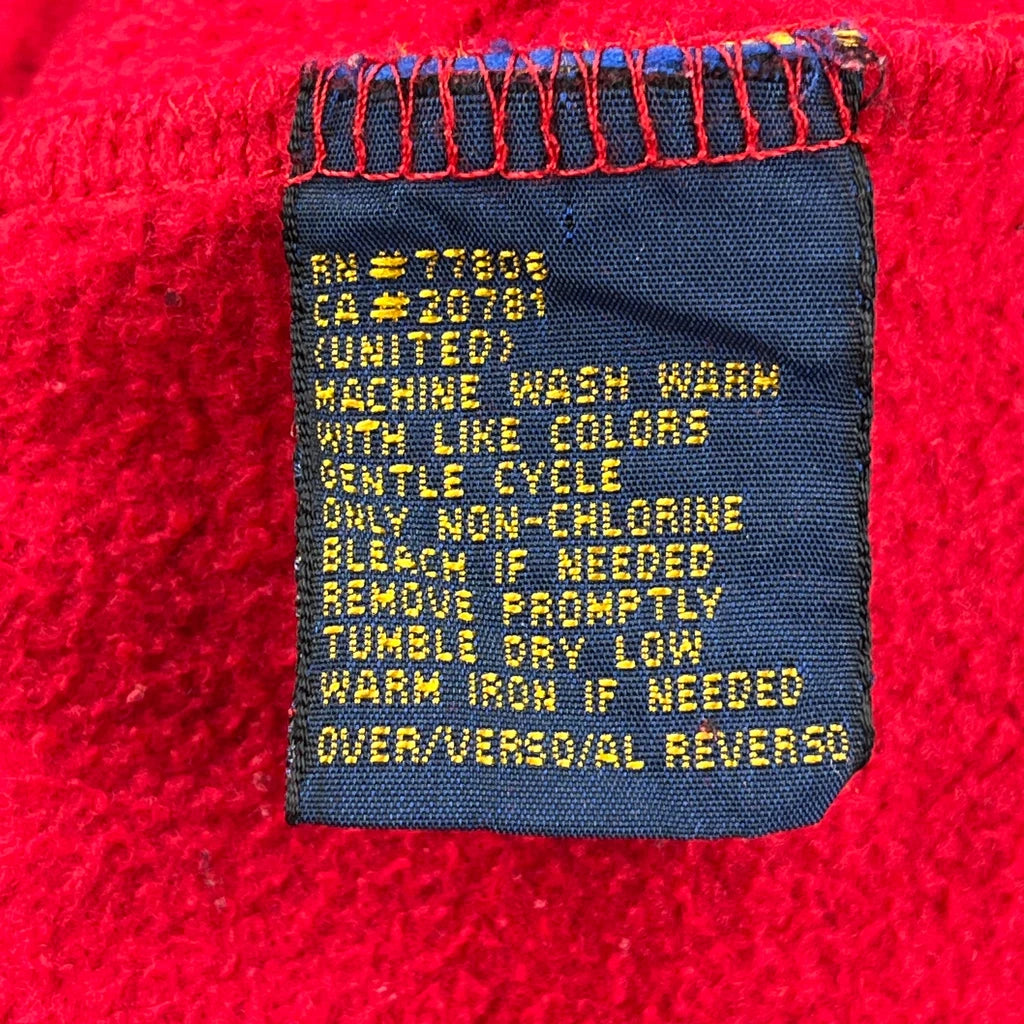 RN # 77806
CA # 20781
(UNITED)
MACHINE WASH WARM
WITH LIKE COLORS
GENTLE CYCLE
ONLY NON-CHLORINE
BLEACH IF NEEDED
REMOVE PROMPTLY
TUMBLE DRY LOW
WARM IRON IF NEEDED
OVER/VERSO/AL REVERSO